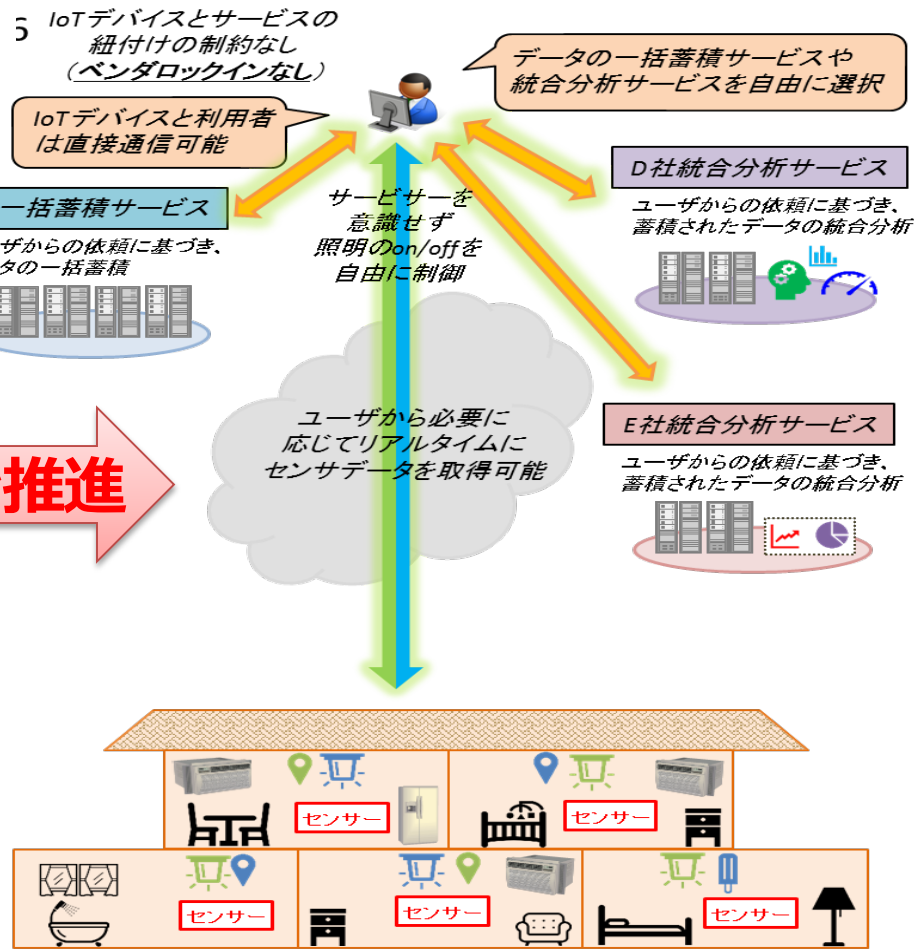 IoTデバイスとサービスの
紐付けの制約なし
(ベンダロックインなし)
データの一括蓄積サービスや
統合分析サービスを自由に選択
IoTデバイスと利用者
は直接通信可能
D社統合分析サービス
ユーザからの依頼に基づき、
蓄積されたデータの統合分析
一括蓄積サービス
ザからの依頼に基づき、
タの一括蓄積
サービサーを
意識せず
照明のon/offを
自由に制御
ユーザから必要に
応じてリアルタイムに
センサデータを取得可能
E社統合分析サービス
ユーザからの依頼に基づき、
蓄積されたデータの統合分析
推進
センサー
センサー
センサー
センサー
センサー